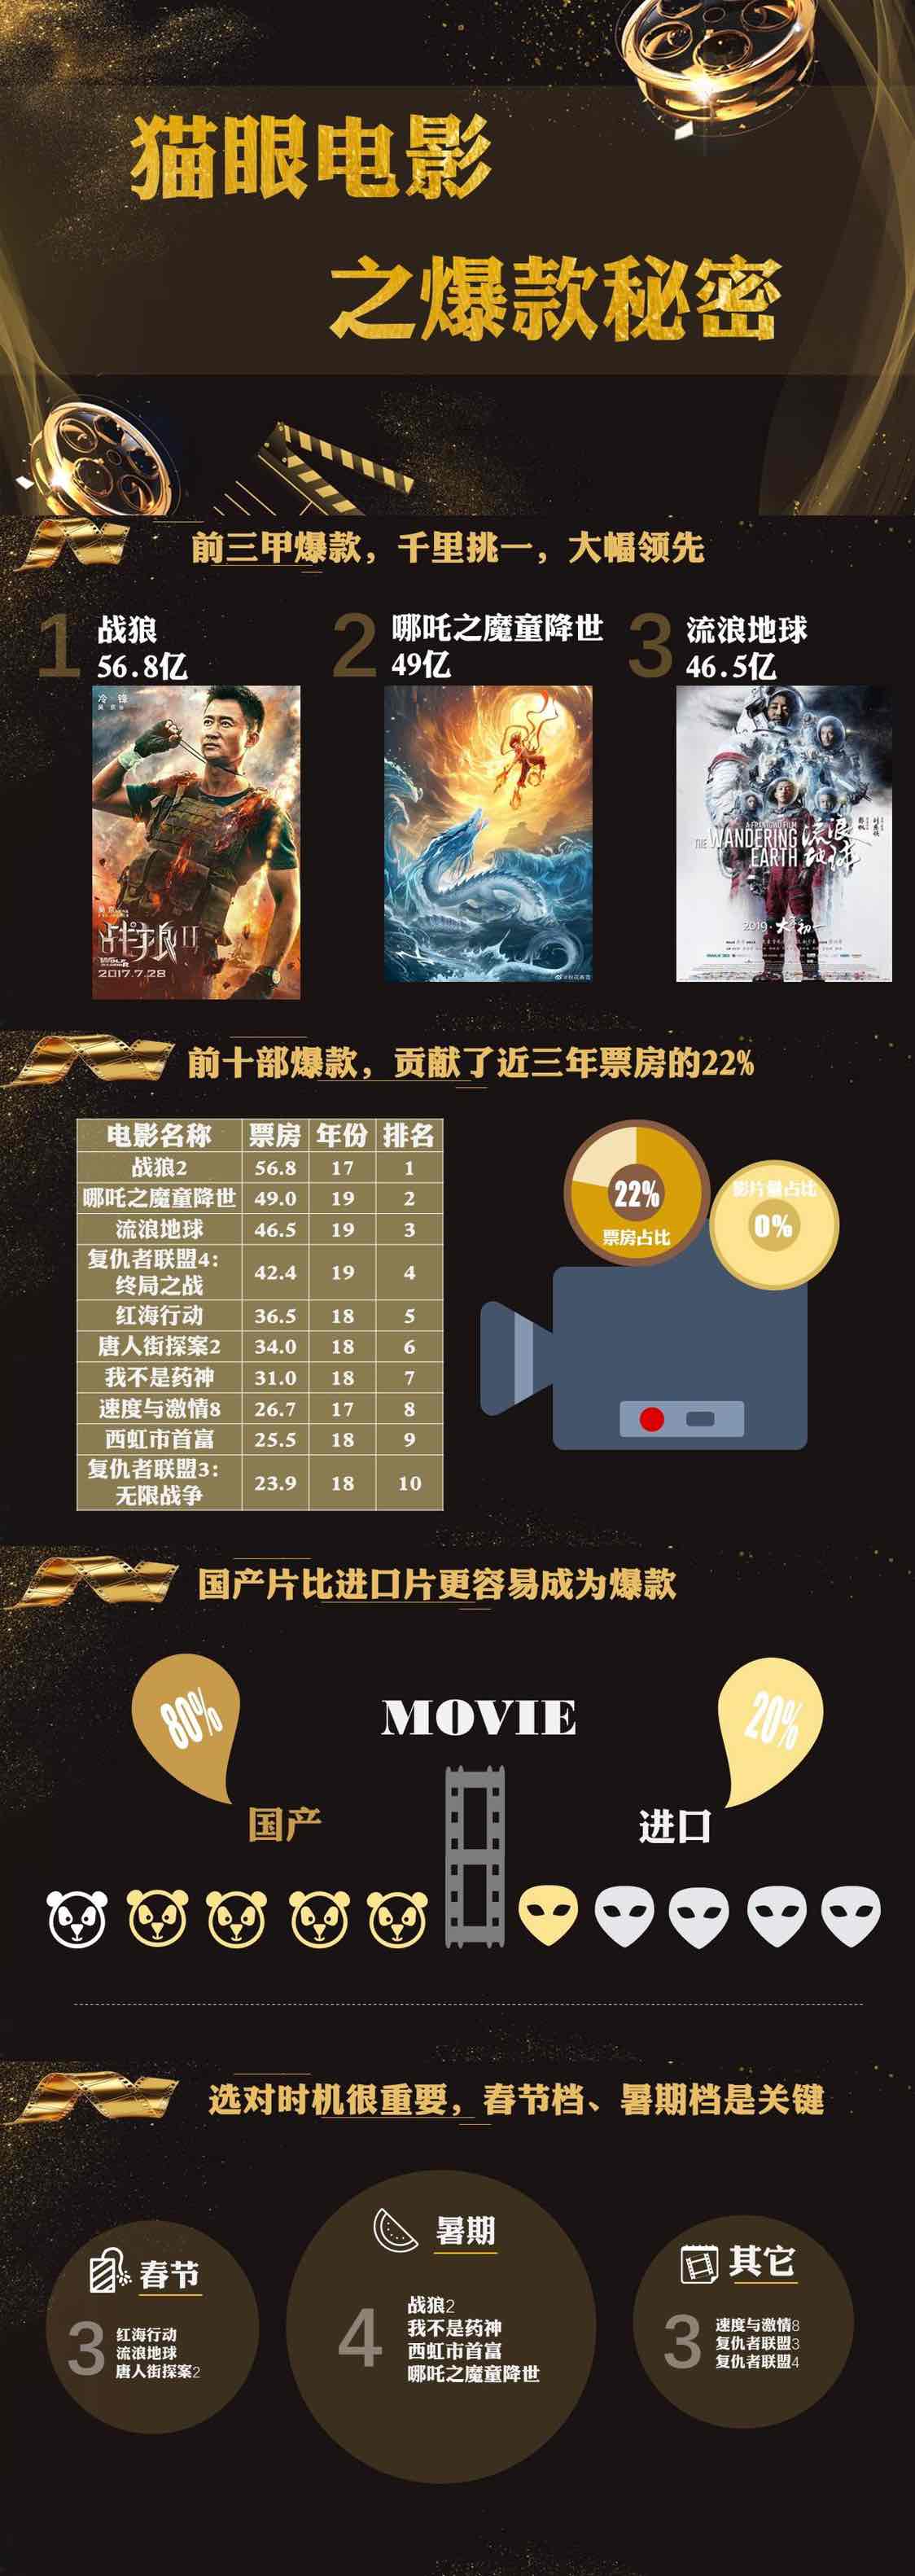 猫眼电影
之爆款秘密
前三甲爆款，千里挑一，大幅领先
1
战狼
56.8亿
2
哪吒之魔童降世
49亿
3
流浪地球
46.5亿
冷锋
吴京
战狼II
2017.7.28
THE WANDERING
EARTH
流浪
地球
2019·大年初一
前十部爆款，贡献了近三年票房的22%
电影名称 票房 年份 排名
战狼2 56.8 17 1
哪吒之魔童降世 49.0 19 2
流浪地球 46.5 19 3
复仇者联盟4：
终局之战 42.4 19 4
红海行动 36.5 18 5
唐人街探案2 34.0 18 6
我不是药神 31.0 18 7
速度与激情8 26.7 17 8
西虹市首富 25.5 18 9
复仇者联盟3：
无限战争 23.9 18 10
22%
票房占比
影片量占比
0%
国产片比进口片更容易成为爆款
80%
MOVIE
20%
国产
进口
选对时机很重要，春节档、暑期档是关键
春节
3
红海行动
流浪地球
唐人街探案2
暑期
4
战狼2
我不是药神
西虹市首富
哪吒之魔童降世
其它
3
速度与激情8
复仇者联盟3
复仇者联盟4